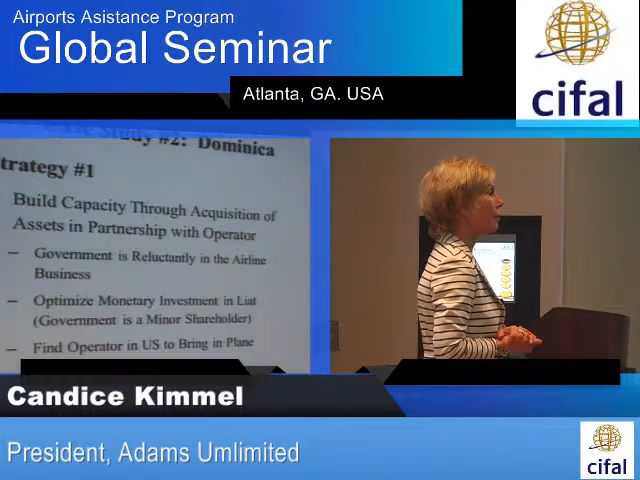 Airports Asistance Program
Global Seminar
Atlanta, GA. USA
cifal
Study #2: Dominica
trategy #1
Build Capacity Through Acquisition of
Assets in Partnership with Operator
– Government is Reluctantly in the Airline
Business
– Optimize Monetary Investment in Liat
(Government is a Minor Shareholder)
– Find Operator in US to Bring in Plane
Candice Kimmel
President, Adams Umlimited
cifal